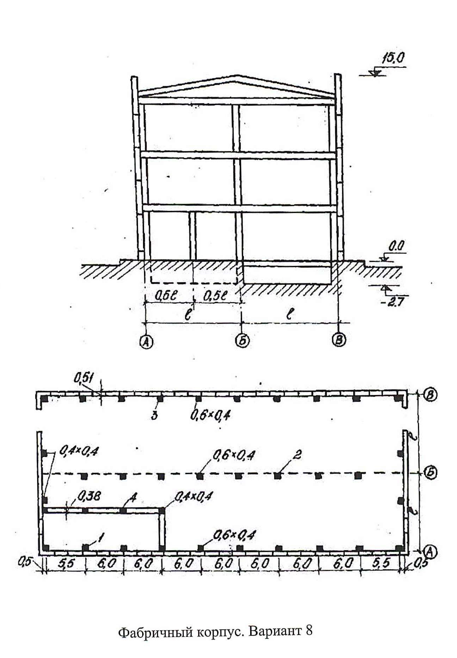 15,0
0.0
-2,7
0,5ℓ 0,5ℓ
ℓ ℓ
А Б В
0,51
В
3 0,6×0,4
ℓ
0,4×0,4 0,6×0,4 2
Б
0,38 4 0,4×0,4
ℓ
1 0,6×0,4
А
0,5 5,5 6,0 6,0 6,0 6,0 6,0 6,0 6,0 5,5 0,5
Фабричный корпус. Вариант 8